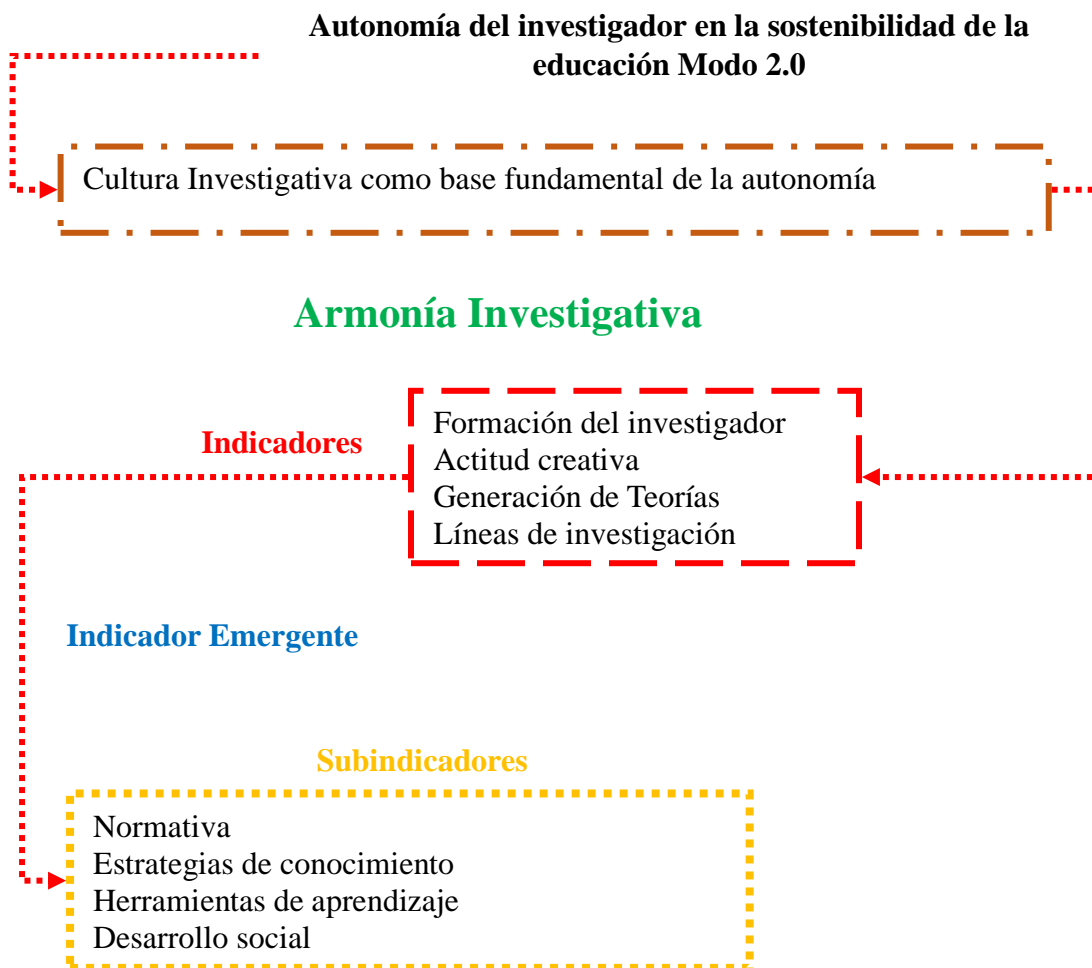 Autonomía del investigador en la sostenibilidad de la
educación Modo 2.0
Cultura Investigativa como base fundamental de la autonomía
Armonía Investigativa
Indicadores
Formación del investigador
Actitud creativa
Generación de Teorías
Líneas de investigación
Indicador Emergente
Subindicadores
Normativa
Estrategias de conocimiento
Herramientas de aprendizaje
Desarrollo social